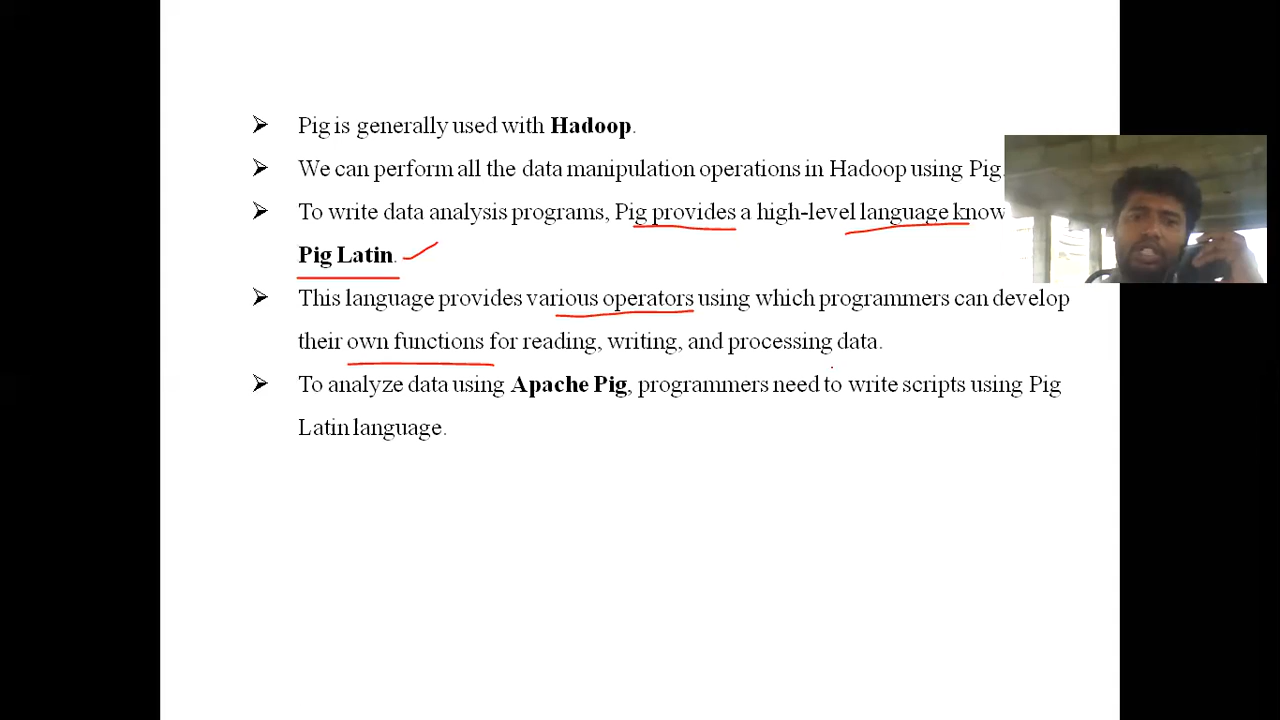 Pig is generally used with Hadoop.
We can perform all the data manipulation operations in Hadoop using Pig.
To write data analysis programs, Pig provides a high-level language know
Pig Latin.
This language provides various operators using which programmers can develop
their own functions for reading, writing, and processing data.
To analyze data using Apache Pig, programmers need to write scripts using Pig
Latin language.